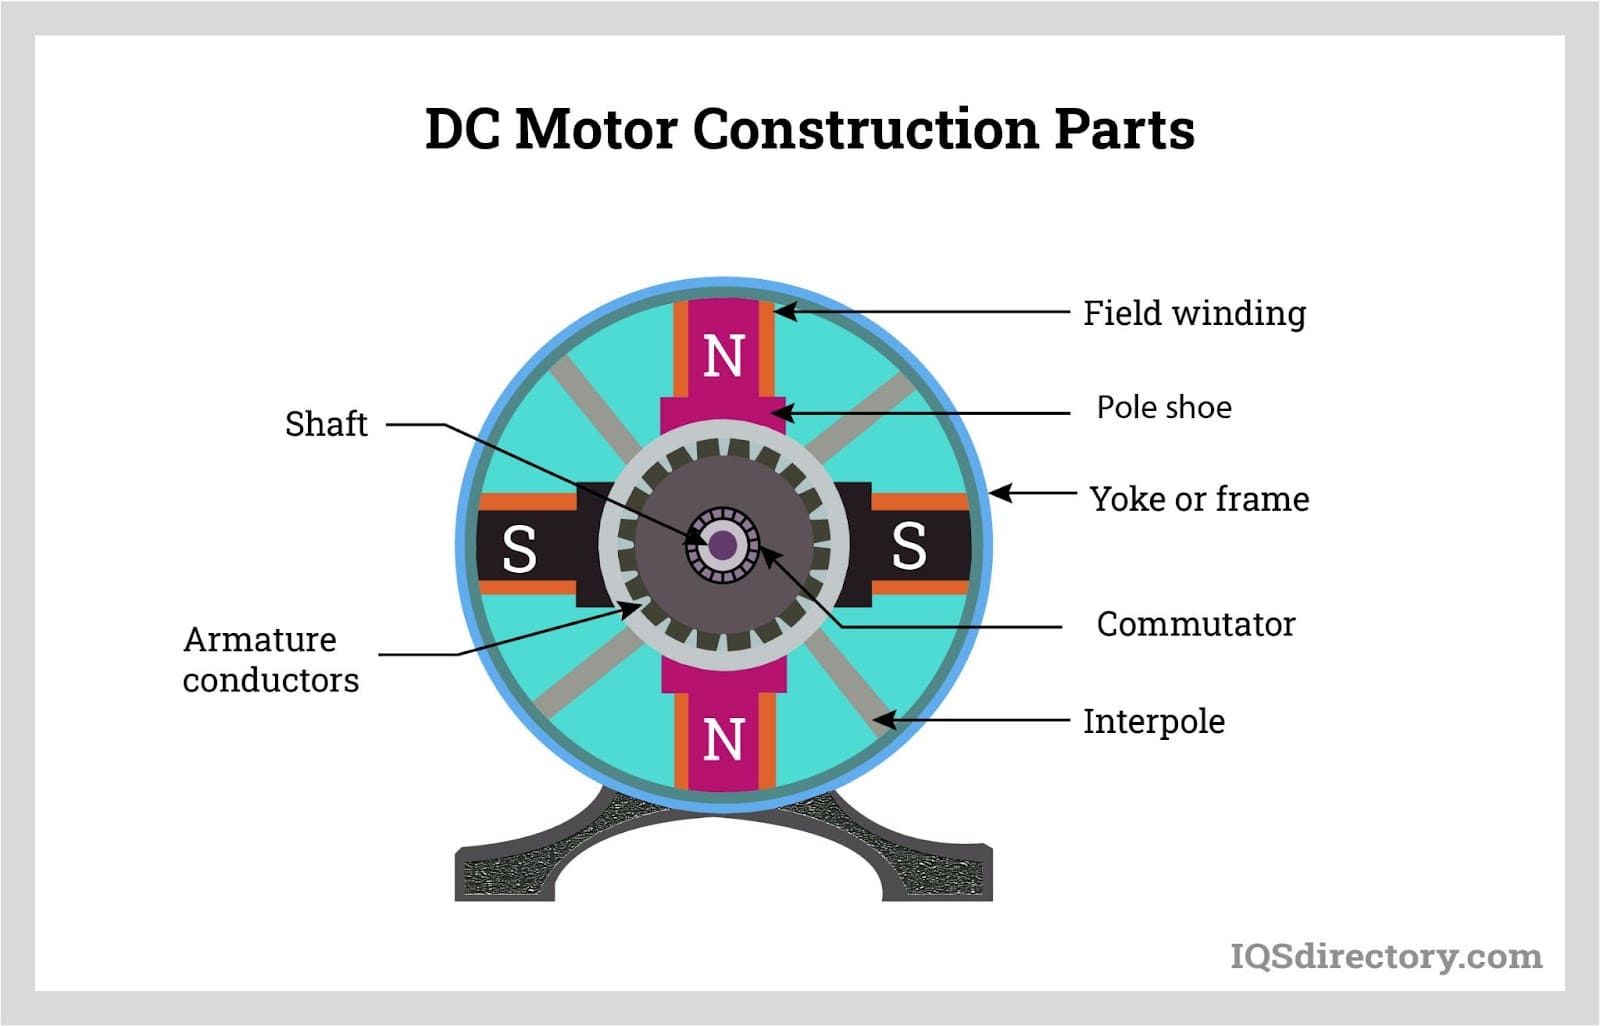 DC Motor Construction Parts
Field winding
N
Pole shoe
Shaft
Yoke or frame
S
S
Commutator
Armature
conductors
Interpole
N
IQSdirectory.com